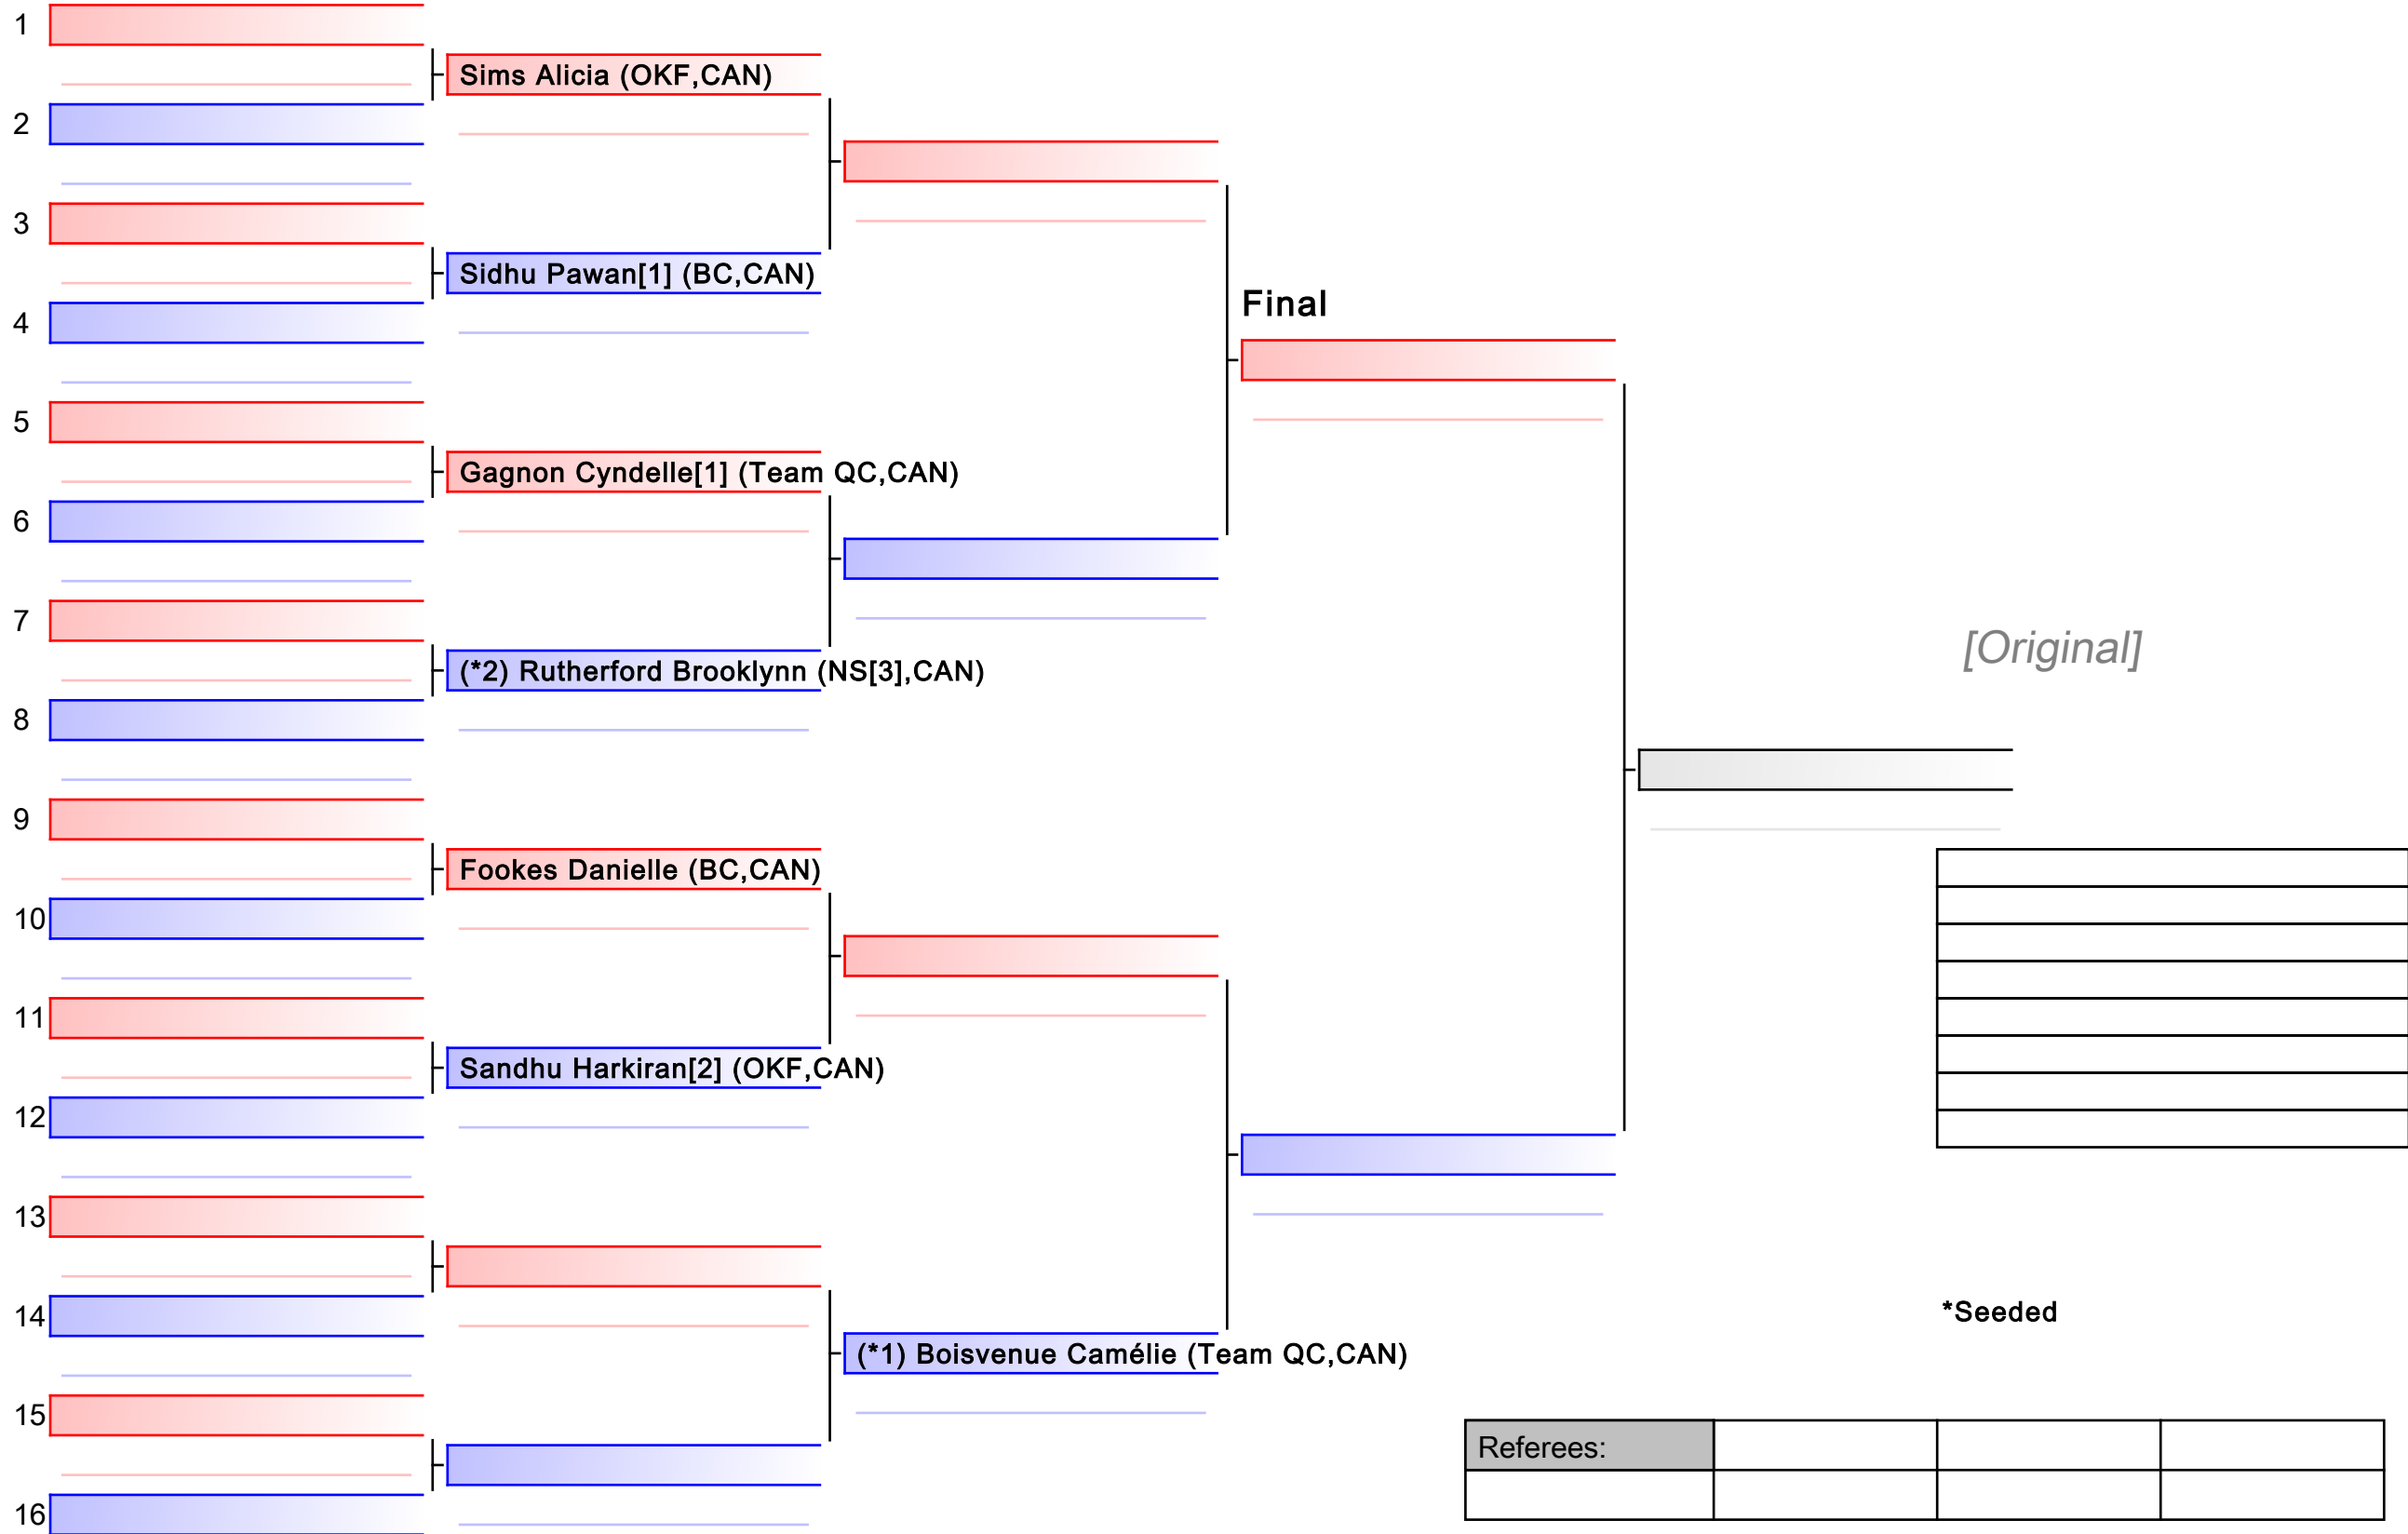 1
Sims Alicia (OKF,CAN)
2
3
Sidhu Pawan[1] (BC,CAN)
4
Final
5
Gagnon Cyndelle[1] (Team QC,CAN)
6
7
[Original]
(*2) Rutherford Brooklynn (NS[3],CAN)
8
9
Fookes Danielle (BC,CAN)
10
11
Sandhu Harkiran[2] (OKF,CAN)
12
13
14
*Seeded
(*1) Boisvenue Camélie (Team QC,CAN)
15
Referees:
16